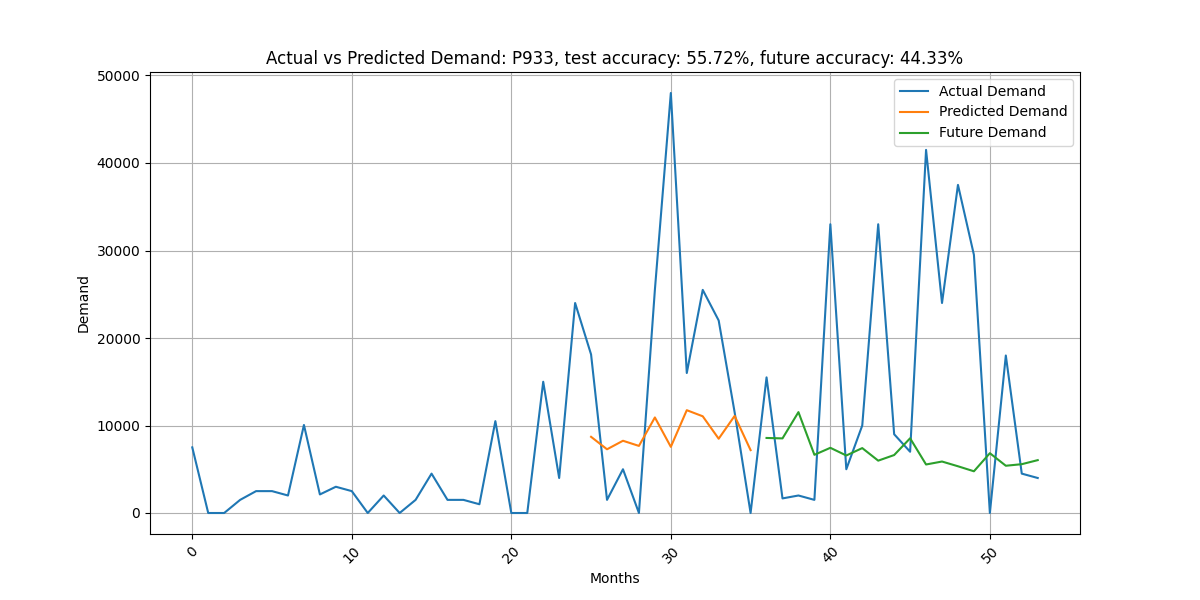 Actual vs Predicted Demand: P933, test accuracy: 55.72%, future accuracy: 44.33%
50000
40000
30000
20000
10000
0
Demand
Actual Demand
Predicted Demand
Future Demand
0
10
20
30
40
50
Months